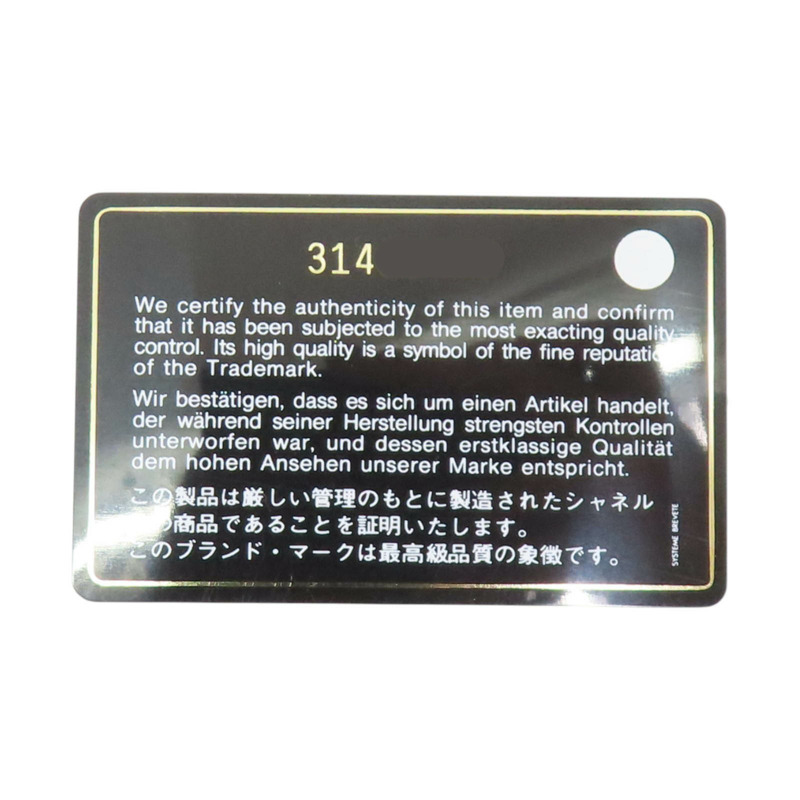 314
We certify the authenticity of this item and confirm
that it has been subjected to the most exacting quality
control. Its high quality is a symbol of the fine reputation
of the Trademark.
Wir bestätigen, dass es sich um einen Artikel handelt,
der während seiner Herstellung strengsten Kontrollen
unterworfen war, und dessen erstklassige Qualität
dem hohen Ansehen unserer Marke entspricht.
この製品は厳しい管理のもとに製造されたシャネル
の商品であることを証明いたします。
このブランド・マークは最高級品質の象徴です。
SYSTEME BREVETE